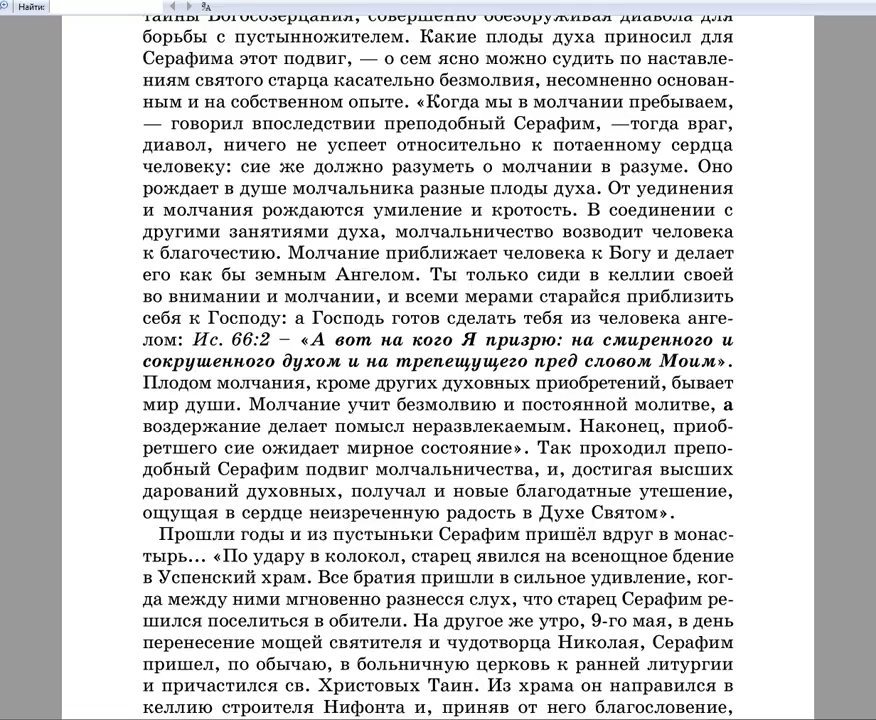 Найти:
тайны Богосозерцания, совершенно обезоруживая диавола для
борьбы с пустынножителем. Какие плоды духа приносил для
Серафима этот подвиг, — о сем ясно можно судить по наставле-
ниям святого старца касательно безмолвия, несомненно основан-
ным и на собственном опыте. «Когда мы в молчании пребываем,
— говорил впоследствии преподобный Серафим, —тогда враг,
диавол, ничего не успеет относительно к потаенному сердца
человеку: сие же должно разуметь о молчании в разуме. Оно
рождает в душе молчальника разные плоды духа. От уединения
и молчания рождаются умиление и кротость. В соединении с
другими занятиями духа, молчальничество возводит человека
к благочестию. Молчание приближает человека к Богу и делает
его как бы земным Ангелом. Ты только сиди в келлии своей
во внимании и молчании, и всеми мерами старайся приблизить
себя к Господу: а Господь готов сделать тебя из человека анге-
лом: Ис. 66:2 – «А вот на кого Я призрю: на смиренного и
сокрушенного духом и на трепещущего пред словом Моим».
Плодом молчания, кроме других духовных приобретений, бывает
мир души. Молчание учит безмолвию и постоянной молитве, а
воздержание делает помысл неразвлекаемым. Наконец, приоб-
ретшего сие ожидает мирное состояние». Так проходил препо-
добный Серафим подвиг молчальничества, и, достигая высших
дарований духовных, получал и новые благодатные утешение,
ощущая в сердце неизреченную радость в Духе Святом».
Прошли годы и из пустыньки Серафим пришёл вдруг в монас-
тырь... «По удару в колокол, старец явился на всенощное бдение
в Успенский храм. Все братия пришли в сильное удивление, ког-
да между ними мгновенно разнесся слух, что старец Серафим ре-
шился поселиться в обители. На другое же утро, 9-го мая, в день
перенесение мощей святителя и чудотворца Николая, Серафим
пришел, по обычаю, в больничную церковь к ранней литургии
и причастился св. Христовых Таин. Из храма он направился в
келлию строителя Нифонта и, приняв от него благословение,